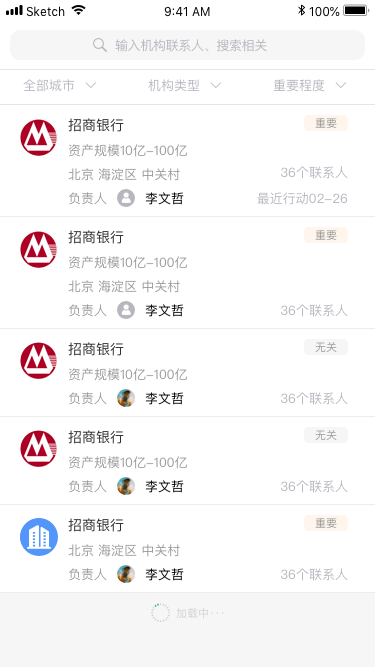 Sketch 9:41 AM 100%
输入机构联系人、搜索相关
全部城市 机构类型 重要程度
招商银行 重要
资产规模10亿-100亿
北京 海淀区 中关村 36个联系人
负责人 李文哲 最近行动02-26
招商银行 重要
资产规模10亿-100亿
北京 海淀区 中关村
负责人 李文哲 36个联系人
招商银行 无关
资产规模10亿-100亿
负责人 李文哲 36个联系人
招商银行 无关
资产规模10亿-100亿
负责人 李文哲 36个联系人
招商银行 重要
北京 海淀区 中关村
负责人 李文哲 36个联系人
加载中···